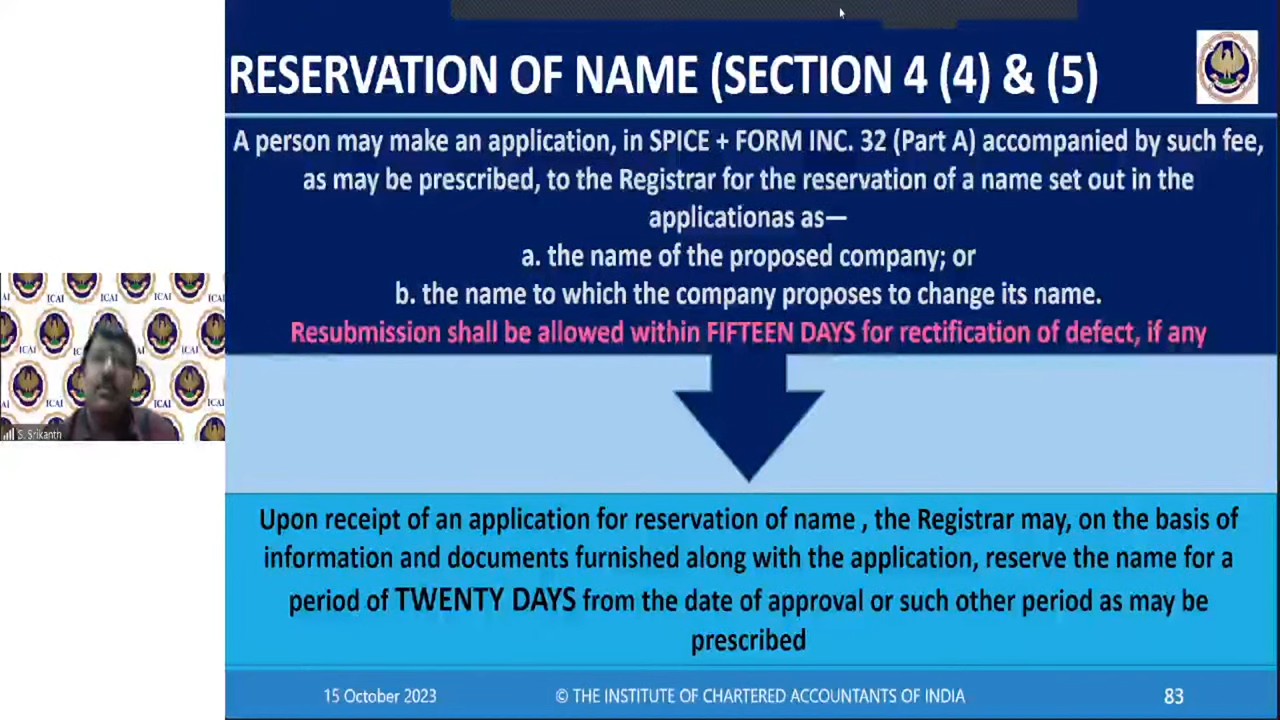 RESERVATION OF NAME (SECTION 4 (4) & (5)
A person may make an application, in SPICE + FORM INC. 32 (Part A) accompanied by such fee,
as may be prescribed, to the Registrar for the reservation of a name set out in the
applicationas as—
a. the name of the proposed company; or
b. the name to which the company proposes to change its name.
Resubmission shall be allowed within FIFTEEN DAYS for rectification of defect, if any
ICAI
ICAI
ICAI
ICAI
S. Srikanth
Upon receipt of an application for reservation of name , the Registrar may, on the basis of
information and documents furnished along with the application, reserve the name for a
period of TWENTY DAYS from the date of approval or such other period as may be
prescribed
15 October 2023 © THE INSTITUTE OF CHARTERED ACCOUNTANTS OF INDIA 83